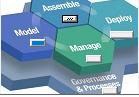 Assemble
Model
Deploy
Manage
Governance
& Processes